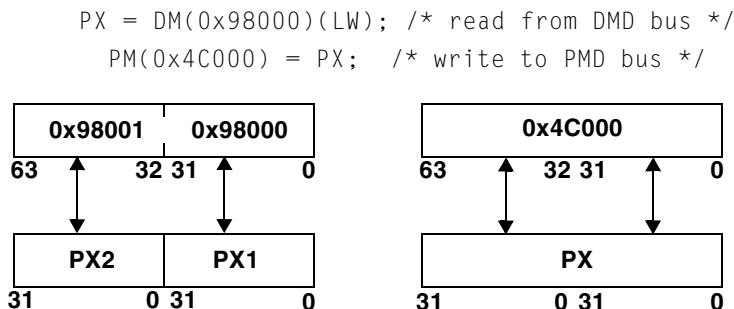 PX = DM(0x98000)(LW); /* read from DMD bus */
PM(0x4C000) = PX; /* write to PMD bus */
0x98001 0x98000 0x4C000
63 32 31 0 63 32 31 0
PX2 PX1 PX
31 0 31 0 31 0 31 0